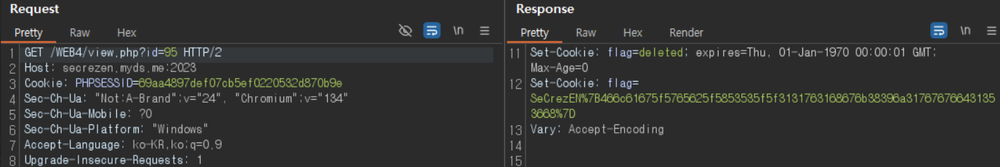 Request
Pretty Raw Hex \n
1 GET /WEB4/view.php?id=95 HTTP/2
2 Host: secrezen.myds.me:2023
3 Cookie: PHPSESSID=69aa4897def07cb5ef0220532d870b9e
4 Sec-Ch-Ua: "Not:A-Brand";v="24", "Chromium";v="134"
5 Sec-Ch-Ua-Mobile: ?0
6 Sec-Ch-Ua-Platform: "Windows"
7 Accept-Language: ko-KR,ko;q=0.9
8 Upgrade-Insecure-Requests: 1
Response
Pretty Raw Hex Render \n
11 Set-Cookie: flag=deleted; expires=Thu, 01-Jan-1970 00:00:01 GMT;
Max-Age=0
12 Set-Cookie: flag=
SeCrezEN%7B466c61675f5765625f5853535f5f3131763168676b38396a31767676643135
3668%7D
13 Vary: Accept-Encoding
14
15